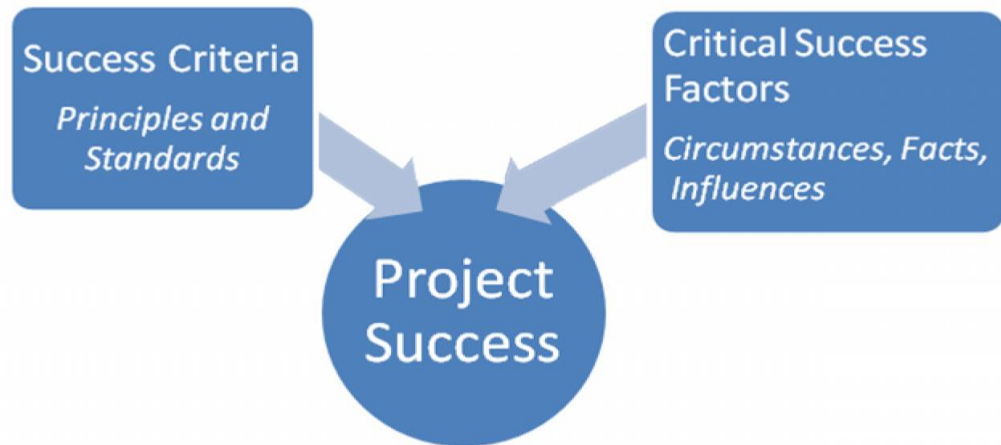 Success Criteria
Principles and
Standards
Critical Success
Factors
Circumstances, Facts,
Influences
Project
Success